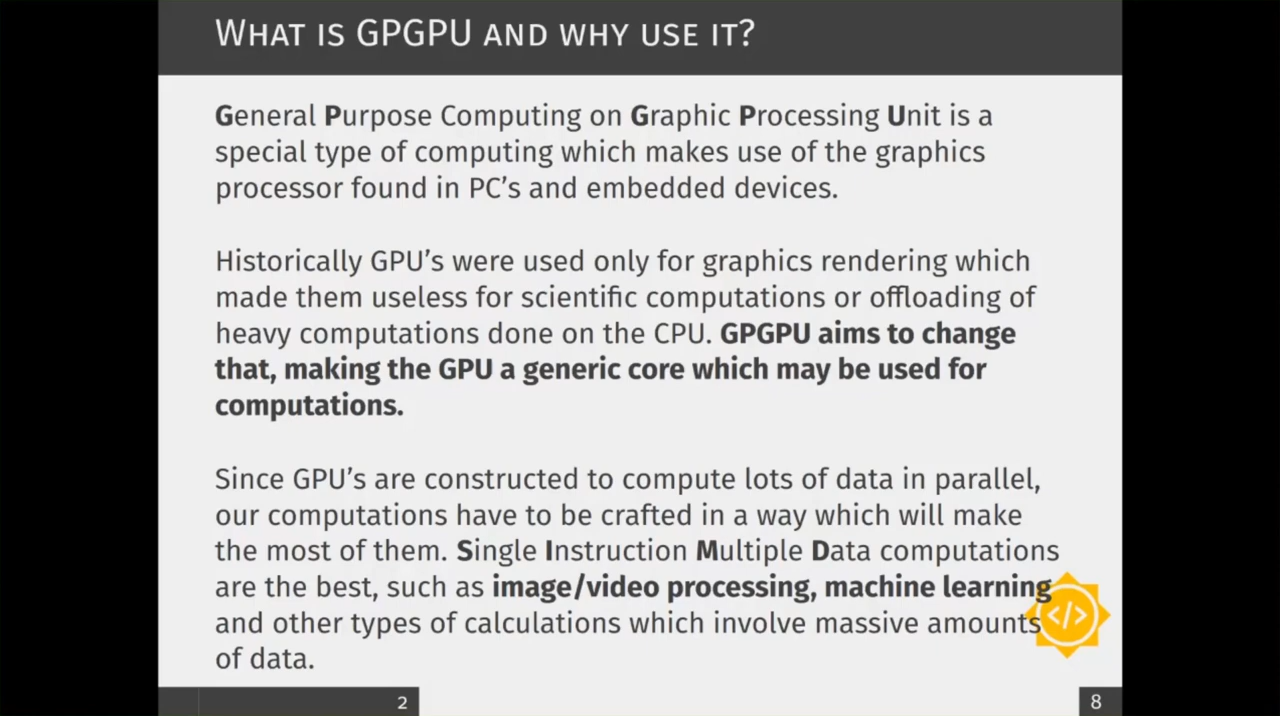 WHAT IS GPGPU AND WHY USE IT?
General Purpose Computing on Graphic Processing Unit is a
special type of computing which makes use of the graphics
processor found in PC’s and embedded devices.
Historically GPU’s were used only for graphics rendering which
made them useless for scientific computations or offloading of
heavy computations done on the CPU. GPGPU aims to change
that, making the GPU a generic core which may be used for
computations.
Since GPU’s are constructed to compute lots of data in parallel,
our computations have to be crafted in a way which will make
the most of them. Single Instruction Multiple Data computations
are the best, such as image/video processing, machine learning
and other types of calculations which involve massive amounts
of data.
</>
2
8